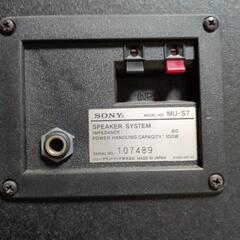 SONY MODEL NO. MU-S7
SPEAKER SYSTEM
IMPEDANCE: 8Ω
POWER HANDLING CAPACITY: 100W
SERIAL NO. 107489
MADE IN JAPAN